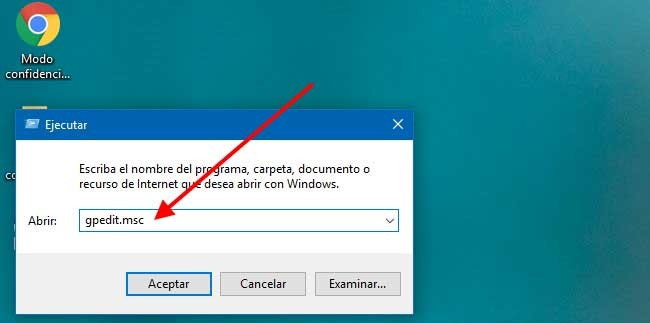 Modo
confidenci...
Ejecutar
Escriba el nombre del programa, carpeta, documento o
recurso de Internet que desea abrir con Windows.
Abrir:
gpedit.msc
Aceptar
Cancelar
Examinar...